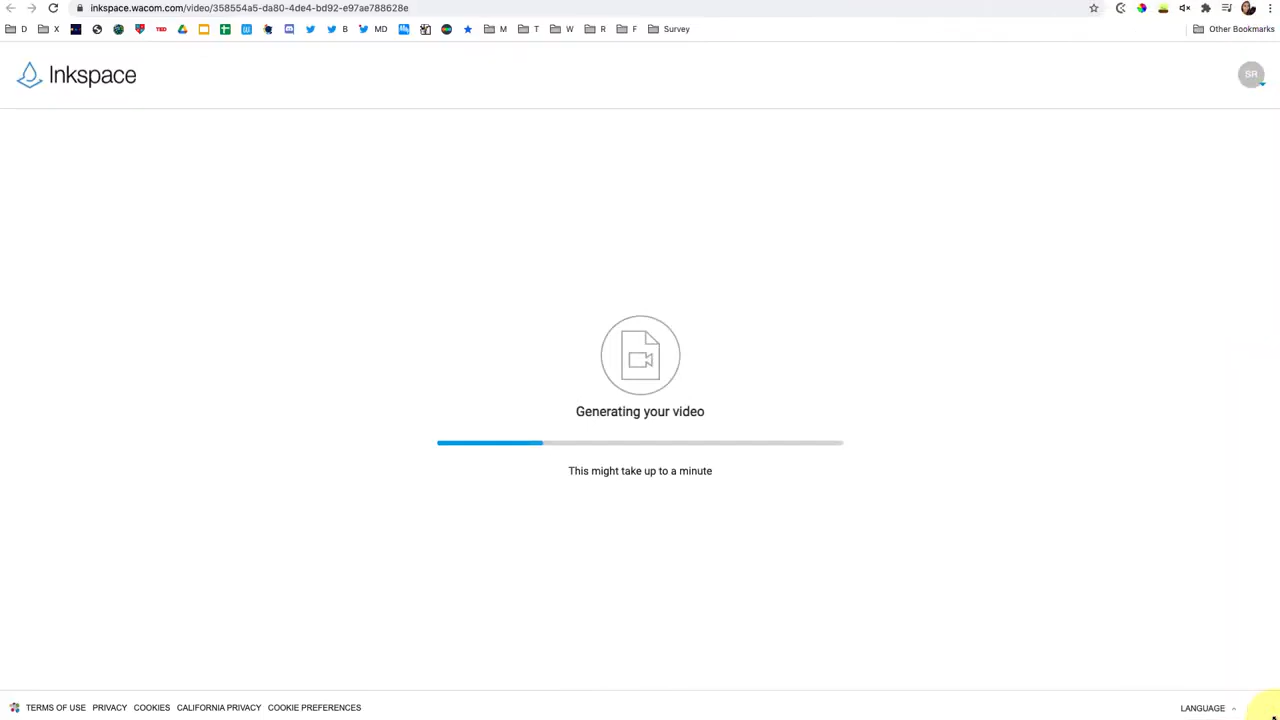 inkspace.wacom.com/video/358554a5-da80-4de4-bd92-e97ae788628e
D X TED B MD M T W R F Survey Other Bookmarks
Inkspace
SR
Generating your video
This might take up to a minute
TERMS OF USE PRIVACY COOKIES CALIFORNIA PRIVACY COOKIE PREFERENCES LANGUAGE